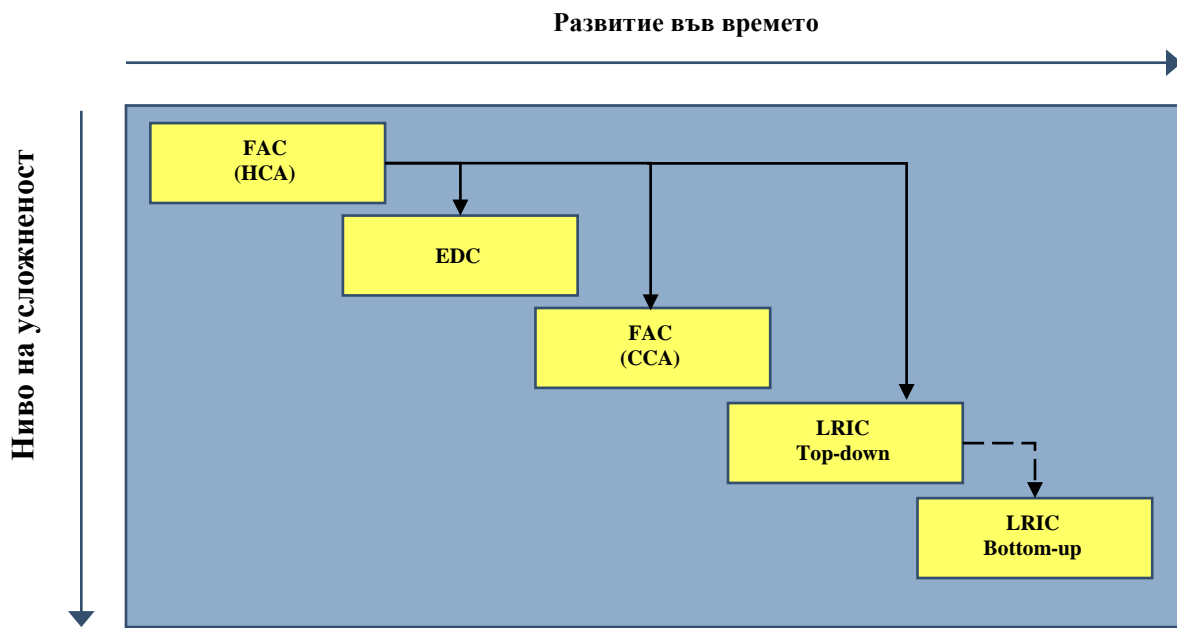 Развитие във времето
Ниво на усложненост
FAC
(HCA)
EDC
FAC
(CCA)
LRIC
Top-down
LRIC
Bottom-up